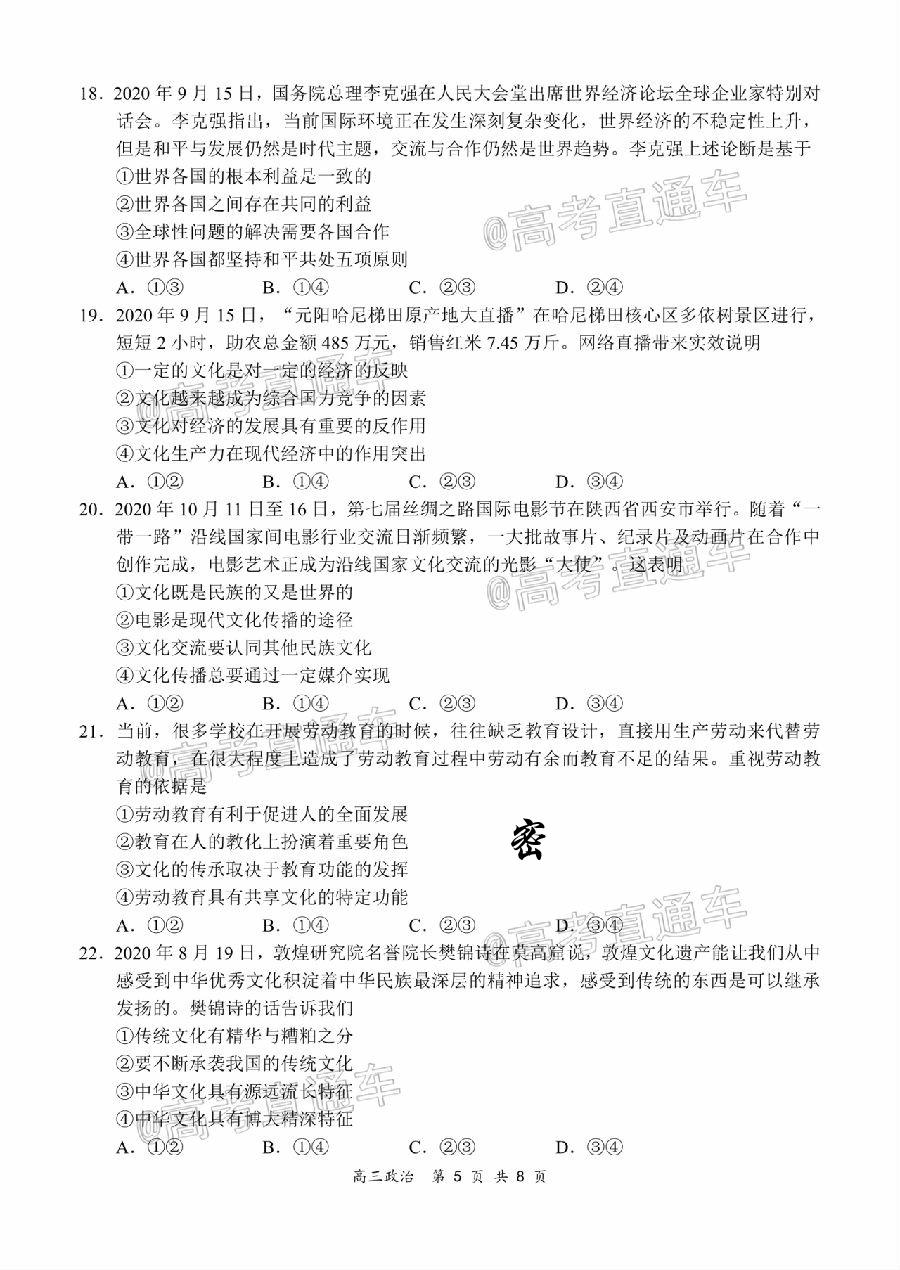 18．2020 年 9 月 15 日，国务院总理李克强在人民大会堂出席世界经济论坛全球企业家特别对
话会。李克强指出，当前国际环境正在发生深刻复杂变化，世界经济的不稳定性上升，
但是和平与发展仍然是时代主题，交流与合作仍然是世界趋势。李克强上述论断是基于
①世界各国的根本利益是一致的
②世界各国之间存在共同的利益
@高考直通车
③全球性问题的解决需要各国合作
④世界各国都坚持和平共处五项原则
A．①③ B．①④ C．②③ D．②④
19．2020 年 9 月 15 日，“元阳哈尼梯田原产地大直播”在哈尼梯田核心区多依树景区进行，
短短 2 小时，助农总金额 485 万元，销售红米 7.45 万斤。网络直播带来实效说明
①一定的文化是对一定的经济的反映
@高考直通车
②文化越来越成为综合国力竞争的因素
③文化对经济的发展具有重要的反作用
④文化生产力在现代经济中的作用突出
A．①② B．①④ C．②③ D．③④
20．2020 年 10 月 11 日至 16 日，第七届丝绸之路国际电影节在陕西省西安市举行。随着“一
带一路”沿线国家间电影行业交流日渐频繁，一大批故事片、纪录片及动画片在合作中
创作完成，电影艺术正成为沿线国家文化交流的光影“大使”。这表明
@高考直通车
①文化既是民族的又是世界的
②电影是现代文化传播的途径
③文化交流要认同其他民族文化
④文化传播总要通过一定媒介实现
A．①② B．①④ C．②③ D．③④
21．当前，很多学校在开展劳动教育的时候，往往缺乏教育设计，直接用生产劳动来代替劳
动教育，在很大程度上造成了劳动教育过程中劳动有余而教育不足的结果。重视劳动教
@高考直通车
育的依据是
①劳动教育有利于促进人的全面发展
②教育在人的教化上扮演着重要角色
密
③文化的传承取决于教育功能的发挥
④劳动教育具有共享文化的特定功能
A．①② B．①④ C．②③ D．③④
@高考直通车
22．2020 年 8 月 19 日，敦煌研究院名誉院长樊锦诗在莫高窟说，敦煌文化遗产能让我们从中
感受到中华优秀文化积淀着中华民族最深层的精神追求，感受到传统的东西是可以继承
发扬的。樊锦诗的话告诉我们
①传统文化有精华与糟粕之分
②要不断承袭我国的传统文化
③中华文化具有源远流长特征
@高考直通车
④中华文化具有博大精深特征
A．①② B．①④ C．②③ D．③④
高三政治 第 5 页 共 8 页